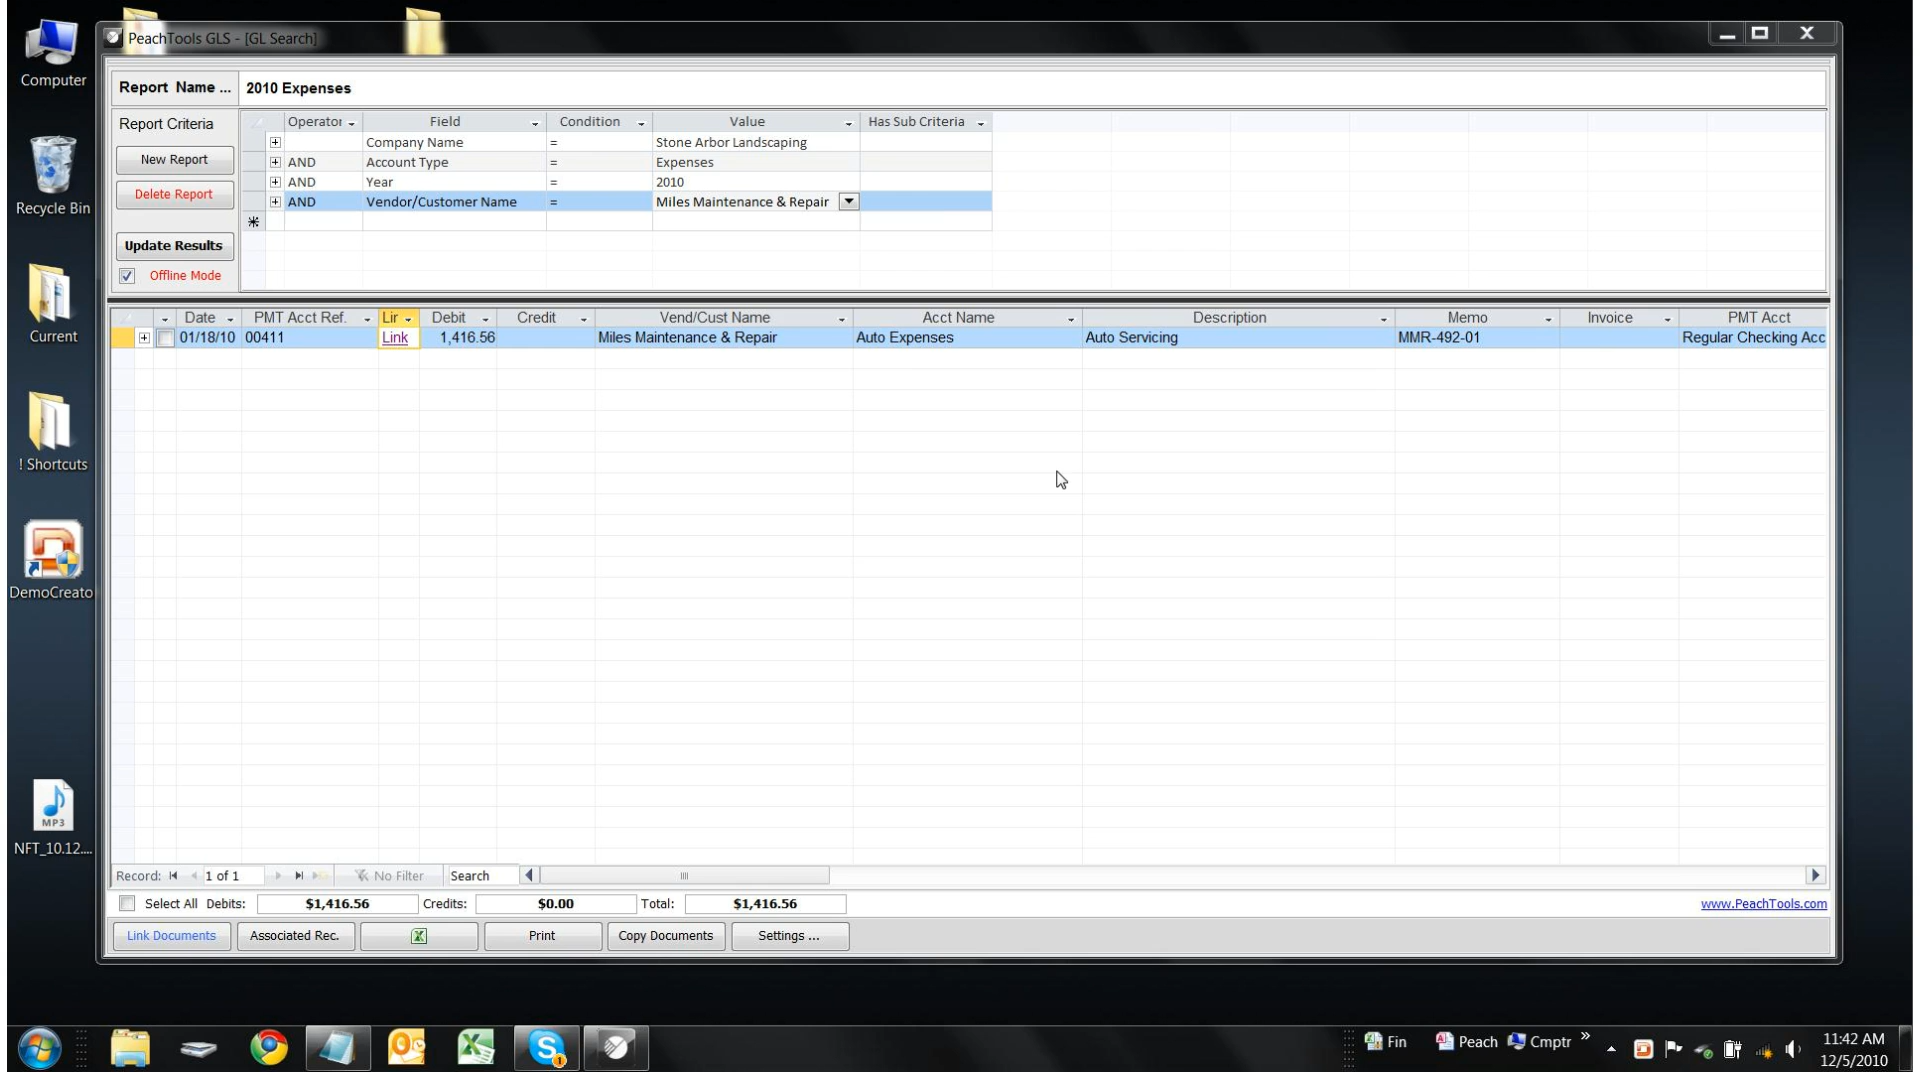 PeachTools GLS - [GL Search]
Computer
Recycle Bin
Current
! Shortcuts
DemoCreato
MP3
NFT_10.12....
Report Name ... 2010 Expenses
Report Criteria
New Report
Delete Report
Update Results
Offline Mode
Operator Field Condition Value Has Sub Criteria
Company Name = Stone Arbor Landscaping
AND Account Type = Expenses
AND Year = 2010
AND Vendor/Customer Name = Miles Maintenance & Repair
Date PMT Acct Ref. Lir Debit Credit Vend/Cust Name Acct Name Description Memo Invoice PMT Acct
01/18/10 00411 Link 1,416.56 Miles Maintenance & Repair Auto Expenses Auto Servicing MMR-492-01 Regular Checking Acc
Record: 1 of 1 No Filter Search
Select All Debits: $1,416.56 Credits: $0.00 Total: $1,416.56 www.PeachTools.com
Link Documents Associated Rec. Print Copy Documents Settings ...
Fin Peach Cmptr »
11:42 AM
12/5/2010